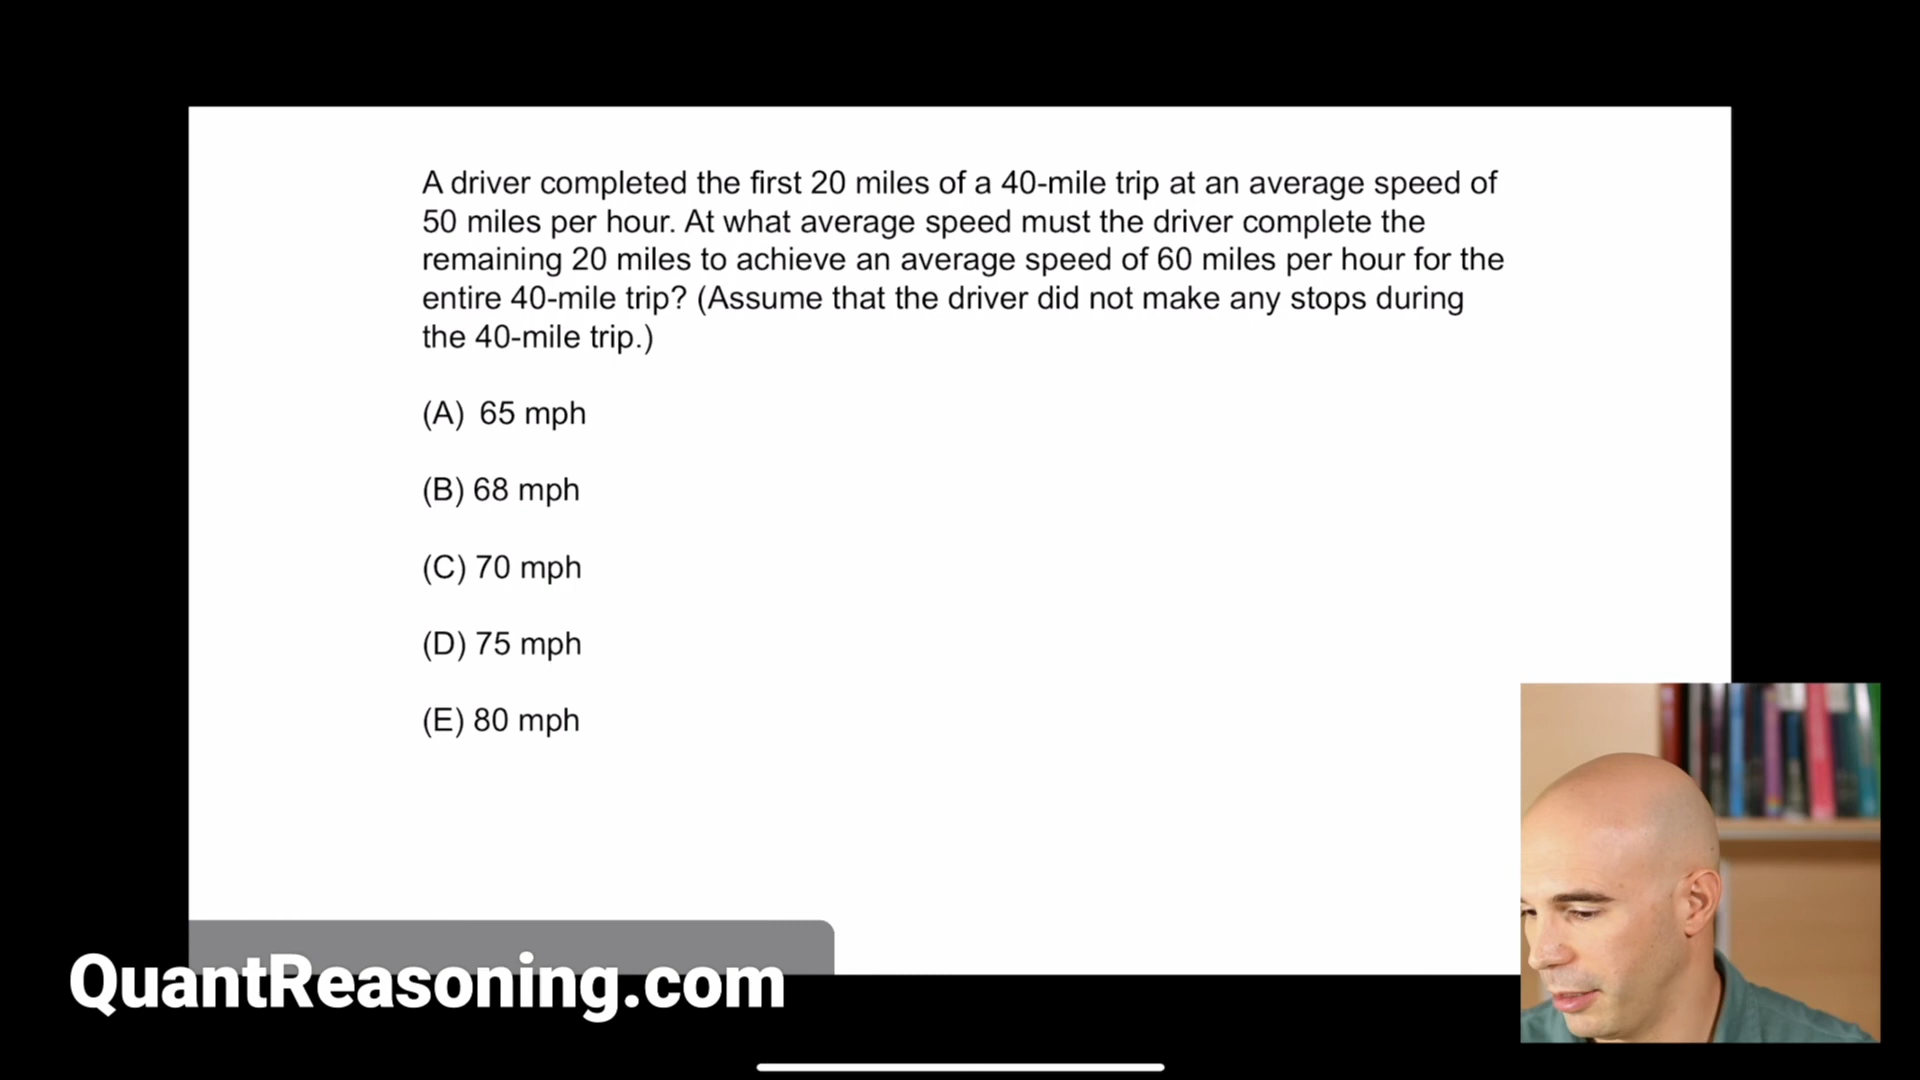 A driver completed the first 20 miles of a 40-mile trip at an average speed of
50 miles per hour. At what average speed must the driver complete the
remaining 20 miles to achieve an average speed of 60 miles per hour for the
entire 40-mile trip? (Assume that the driver did not make any stops during
the 40-mile trip.)
(A) 65 mph
(B) 68 mph
(C) 70 mph
(D) 75 mph
(E) 80 mph
QuantReasoning.com